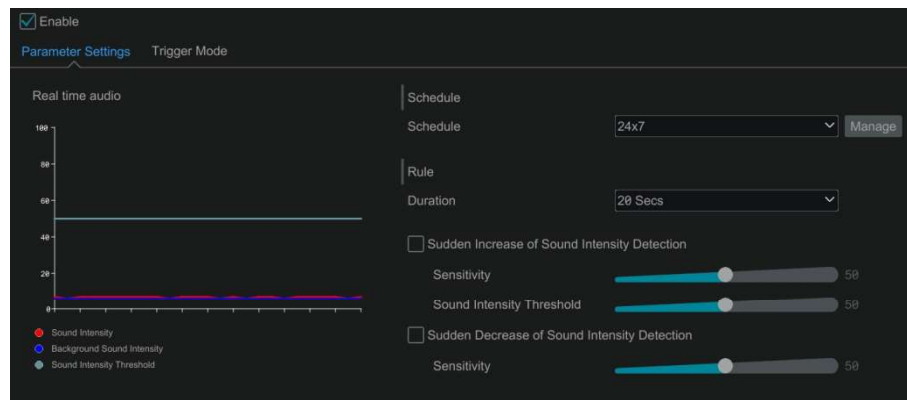 Enable
Parameter Settings Trigger Mode
Real time audio
100
80
60
40
20
0
Sound Intensity
Background Sound Intensity
Sound Intensity Threshold
Schedule
Schedule 24x7 Manage
Rule
Duration 20 Secs
Sudden Increase of Sound Intensity Detection
Sensitivity 50
Sound Intensity Threshold 50
Sudden Decrease of Sound Intensity Detection
Sensitivity 50